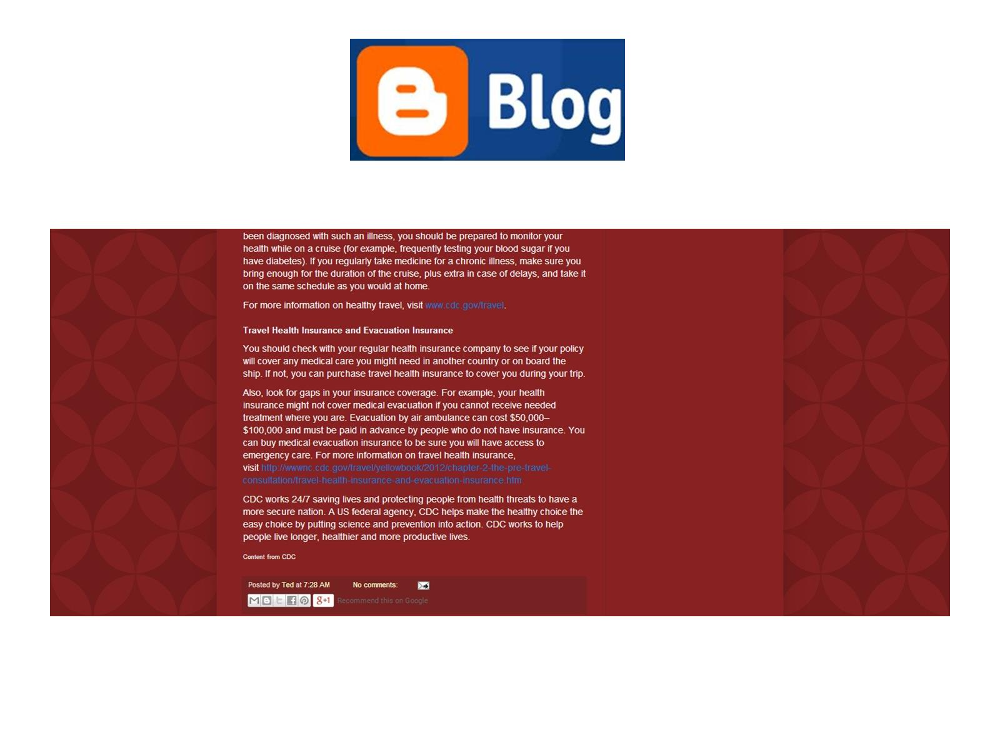 Blog
been diagnosed with such an illness, you should be prepared to monitor your
health while on a cruise (for example, frequently testing your blood sugar if you
have diabetes). If you regularly take medicine for a chronic illness, make sure you
bring enough for the duration of the cruise, plus extra in case of delays, and take it
on the same schedule as you would at home.
For more information on healthy travel, visit www.cdc.gov/travel.
Travel Health Insurance and Evacuation Insurance
You should check with your regular health insurance company to see if your policy
will cover any medical care you might need in another country or on board the
ship. If not, you can purchase travel health insurance to cover you during your trip.
Also, look for gaps in your insurance coverage. For example, your health
insurance might not cover medical evacuation if you cannot receive needed
treatment where you are. Evacuation by air ambulance can cost $50,000–
$100,000 and must be paid in advance by people who do not have insurance. You
can buy medical evacuation insurance to be sure you will have access to
emergency care. For more information on travel health insurance,
visit http://wwwnc.cdc.gov/travel/yellowbook/2012/chapter-2-the-pre-travel-
consultation/travel-health-insurance-and-evacuation-insurance.htm
CDC works 24/7 saving lives and protecting people from health threats to have a
more secure nation. A US federal agency, CDC helps make the healthy choice the
easy choice by putting science and prevention into action. CDC works to help
people live longer, healthier and more productive lives.
Content from CDC
Posted by Ted at 7:28 AM No comments:
g+1 Recommend this on Google